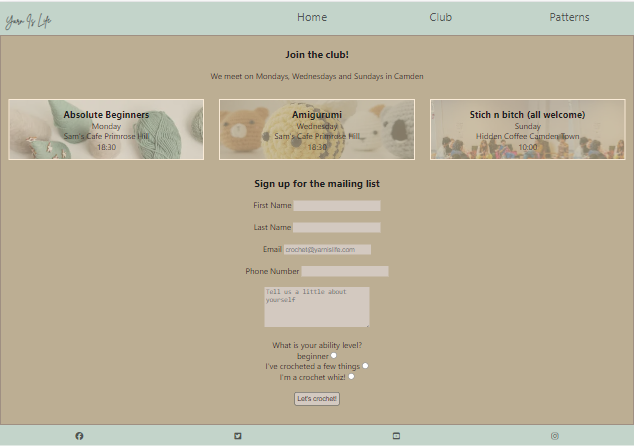 Yarn Is Life
Home
Club
Patterns
Join the club!
We meet on Mondays, Wednesdays and Sundays in Camden
Absolute Beginners
Monday
Sam's Cafe Primrose Hill
18:30
Amigurumi
Wednesday
Sam's Cafe Primrose Hill
18:30
Stich n bitch (all welcome)
Sunday
Hidden Coffee Camden Town
10:00
Sign up for the mailing list
First Name
Last Name
Email crochet@yarnislife.com
Phone Number
Tell us a little about
yourself
What is your ability level?
beginner
I've crocheted a few things
I'm a crochet whiz!
Let's crochet!